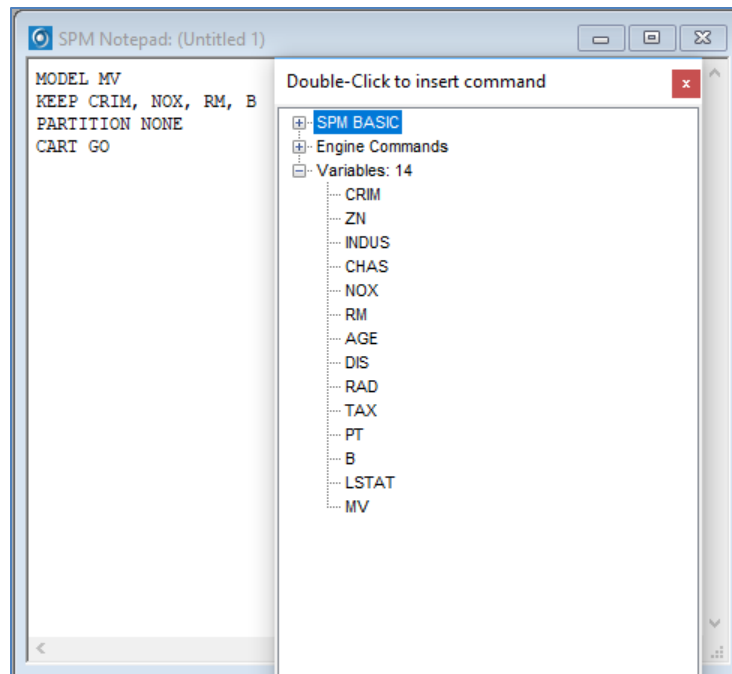 SPM Notepad: (Untitled 1)
MODEL MV
KEEP CRIM, NOX, RM, B
PARTITION NONE
CART GO
Double-Click to insert command
x
SPM BASIC
Engine Commands
Variables: 14
CRIM
ZN
INDUS
CHAS
NOX
RM
AGE
DIS
RAD
TAX
PT
B
LSTAT
MV